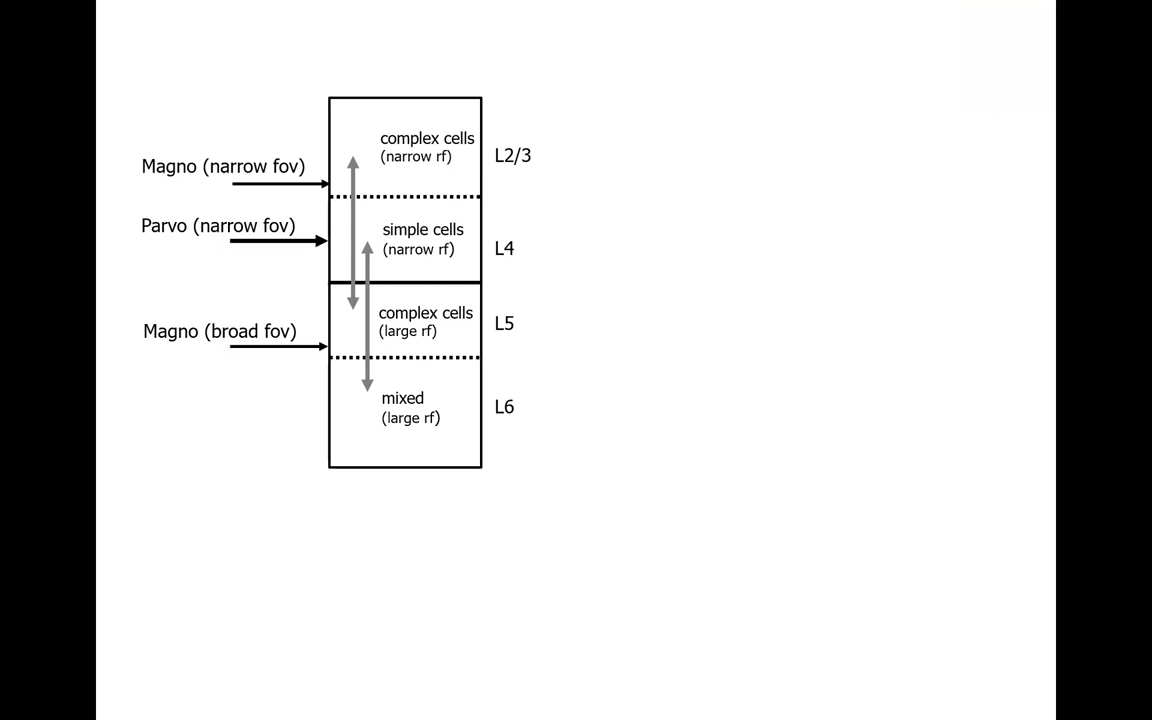 complex cells
(narrow rf)
L2/3
Magno (narrow fov)
Parvo (narrow fov)
simple cells
(narrow rf)
L4
complex cells
(large rf)
L5
Magno (broad fov)
mixed
(large rf)
L6